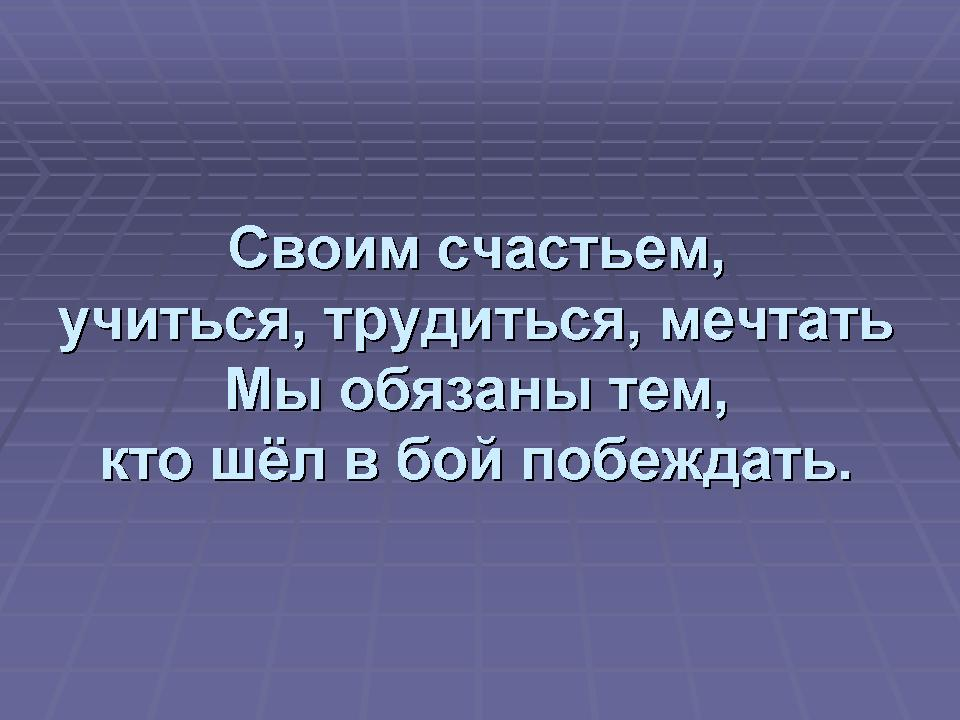 Своим счастьем,
учиться, трудиться, мечтать
Мы обязаны тем,
кто шёл в бой побеждать.